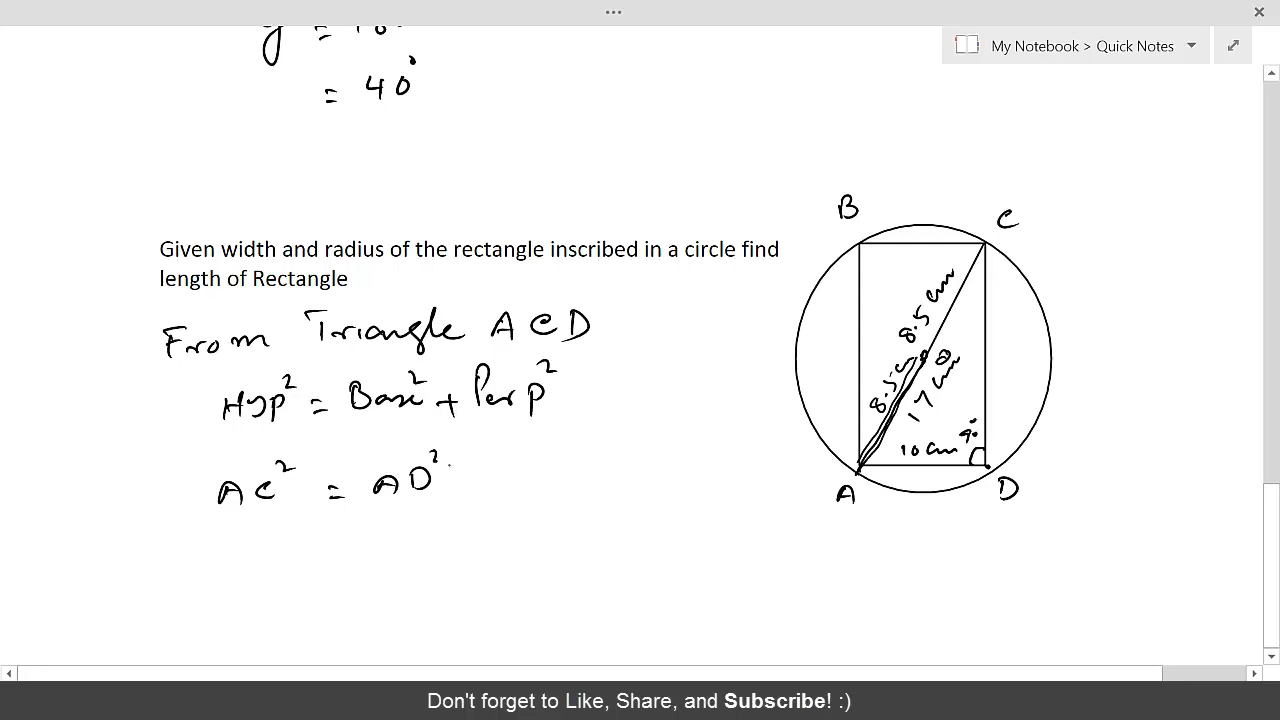 ...
My Notebook > Quick Notes
y
= 40°
Given width and radius of the rectangle inscribed in a circle find
length of Rectangle
From Triangle ACD
Hyp² = Base² + Perp²
AC² = AD²
B
C
8.5 cm
8.5 cm
17 cm
10 cm
90°
A
D
Don't forget to Like, Share, and Subscribe! :)